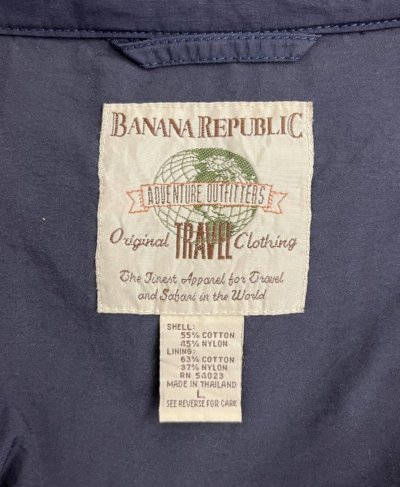 BANANA REPUBLIC
ADVENTURE OUTFITTERS
Original TRAVEL Clothing
The Finest Apparel for Travel
and Safari in the World
SHELL:
55% COTTON
45% NYLON
LINING:
63% COTTON
37% NYLON
RN 54023
MADE IN THAILAND
L
SEE REVERSE FOR CARE